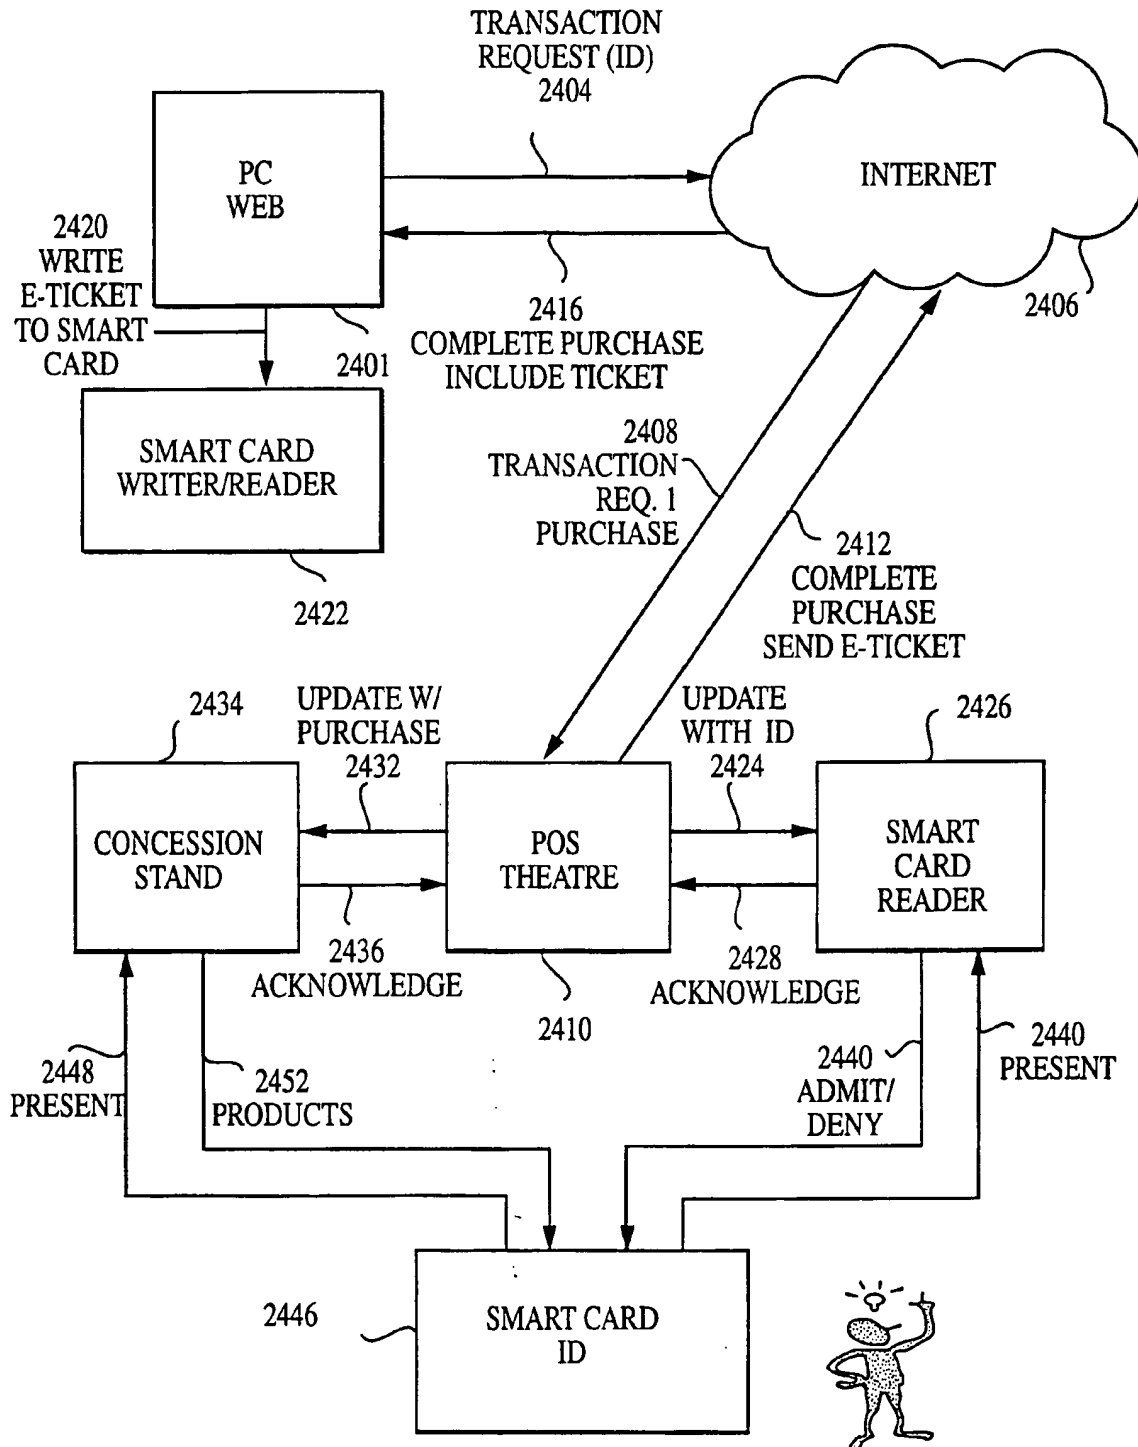 TRANSACTION
REQUEST (ID)
2404
PC
WEB
INTERNET
2420
WRITE
E-TICKET
TO SMART
CARD
2401
2416
COMPLETE PURCHASE
INCLUDE TICKET
2406
SMART CARD
WRITER/READER
2422
2408
TRANSACTION
REQ. 1
PURCHASE
2412
COMPLETE
PURCHASE
SEND E-TICKET
2434
UPDATE W/
PURCHASE
2432
UPDATE
WITH ID
2424
2426
CONCESSION
STAND
POS
THEATRE
SMART
CARD
READER
2436
ACKNOWLEDGE
2410
2428
ACKNOWLEDGE
2448
PRESENT
2452
PRODUCTS
2440
ADMIT/
DENY
2440
PRESENT
2446
SMART CARD
ID